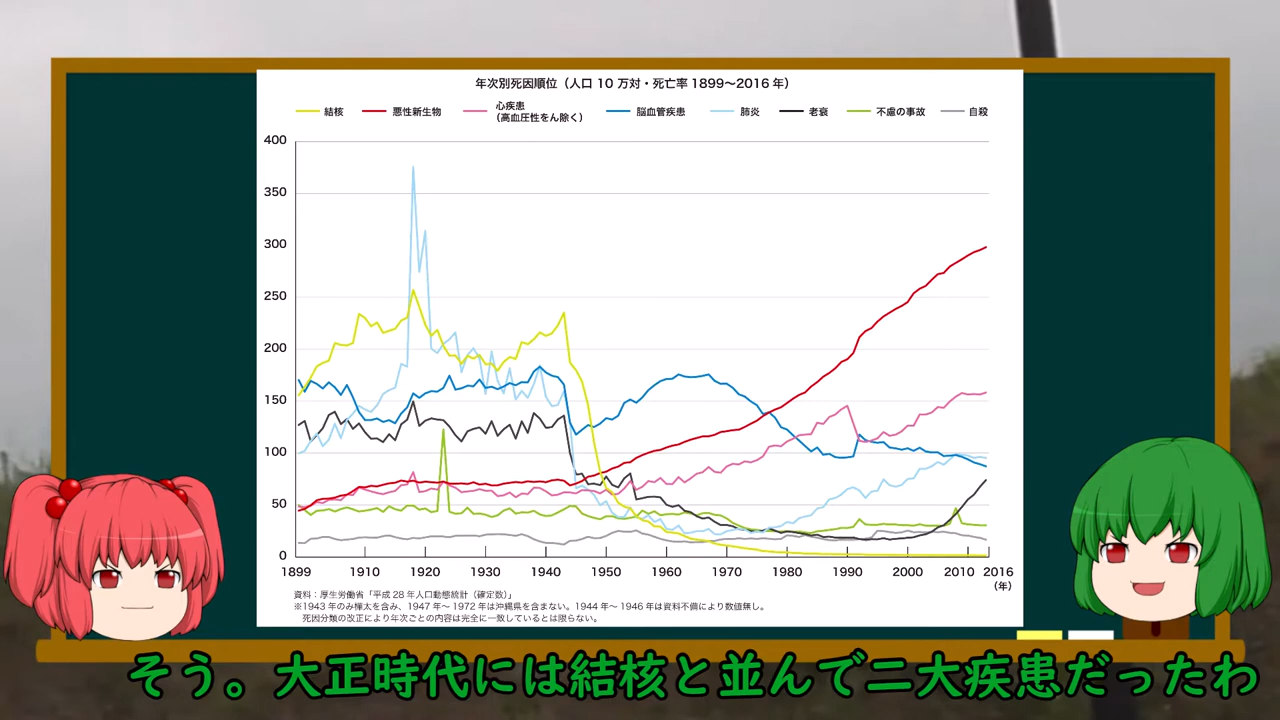 年次別死因順位（人口 10 万対・死亡率 1899～2016 年）
結核 悪性新生物 心疾患 脳血管疾患 肺炎 老衰 不慮の事故 自殺
（高血圧性をん除く）
400
350
300
250
200
150
100
50
0
1899 1910 1920 1930 1940 1950 1960 1970 1980 1990 2000 2010 2016
（年）
資料：厚生労働省「平成 28 年人口動態統計（確定数）」
※1943 年のみ樺太を含み、1947 年～ 1972 年は沖縄県を含まない。1944 年～ 1946 年は資料不備により数値無し。
死因分類の改正により年次ごとの内容は完全に一致しているとは限らない。
そう。大正時代には結核と並んで二大疾患だったわ